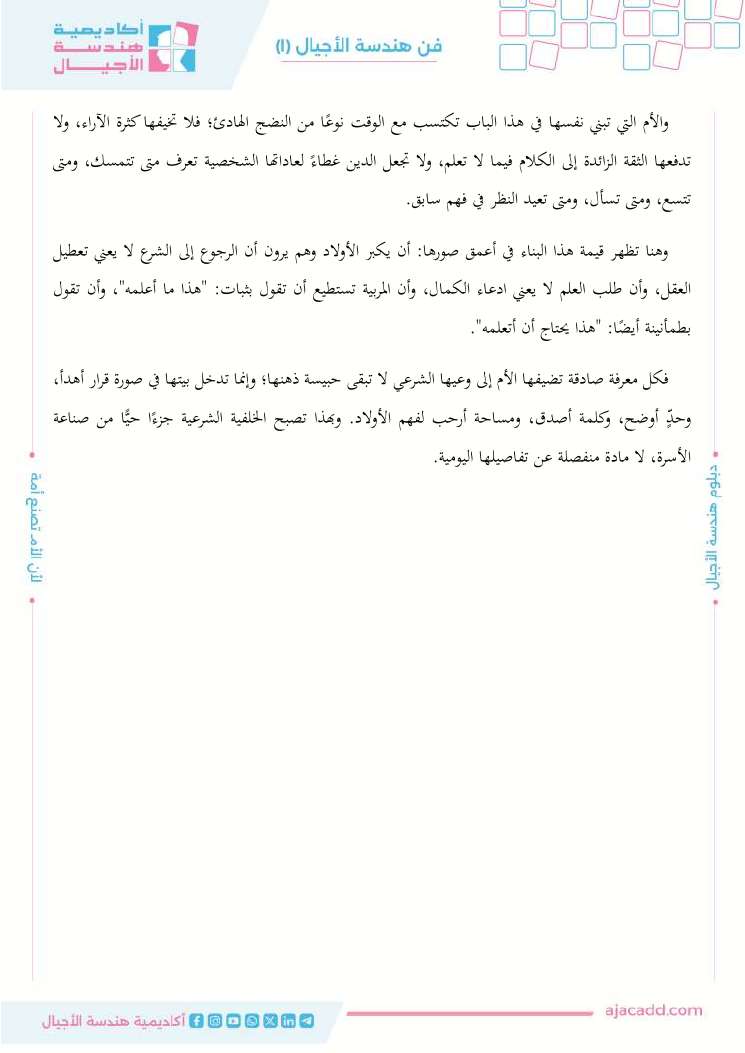 فن هندسة الأجيال (١)
أكاديمية
هندسة
الأجيال
والأم التي تبني نفسها في هذا الباب تكتسب مع الوقت نوعًا من النضج الهادئ؛ فلا تخيفها كثرة الآراء، ولا
تدفعها الثقة الزائدة إلى الكلام فيما لا تعلم، ولا تجعل الدين غطاءً لعاداتها الشخصية تعرف متى تتمسك، ومتى
تتسع، ومتى تسأل، ومتى تعيد النظر في فهم سابق.
وهنا تظهر قيمة هذا البناء في أعمق صورها: أن يكبر الأولاد وهم يرون أن الرجوع إلى الشرع لا يعني تعطيل
العقل، وأن طلب العلم لا يعني ادعاء الكمال، وأن المربية تستطيع أن تقول بثبات: "هذا ما أعلمه"، وأن تقول
بطمأنينة أيضًا: "هذا يحتاج أن أتعلمه".
فكل معرفة صادقة تضيفها الأم إلى وعيها الشرعي لا تبقى حبيسة ذهنها؛ وإنما تدخل بيتها في صورة قرار أهدأ،
وحدٍّ أوضح، وكلمة أصدق، ومساحة أرحب لفهم الأولاد. وبهذا تصبح الخلفية الشرعية جزءًا حيًّا من صناعة
الأسرة، لا مادة منفصلة عن تفاصيلها اليومية.
دبلوم هندسة الأجيال
لأن الأم تصنع أمة
ajacadd.com
أكاديمية هندسة الأجيال